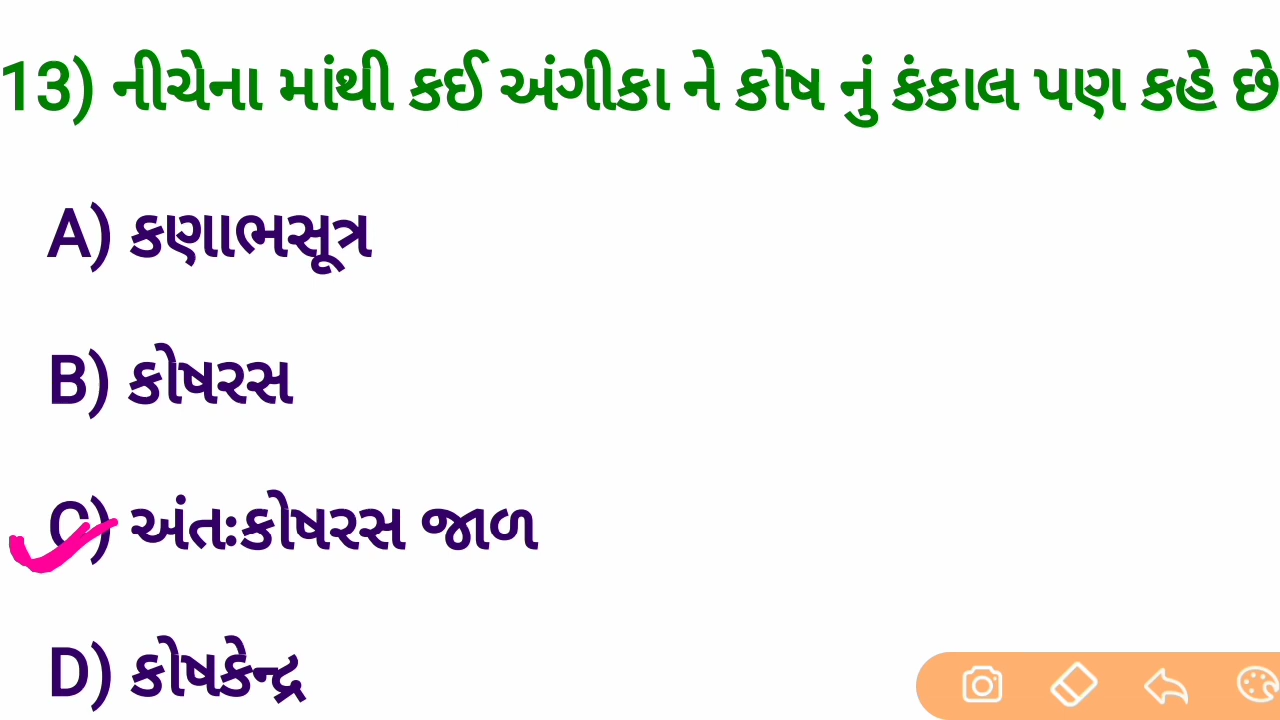 13) નીચેના માંથી કઈ અંગીકા ને કોષ નું કંકાલ પણ કહે છે
A) કણાભસૂત્ર
B) કોષરસ
C) અંતઃકોષરસ જાળ
D) કોષકેન્દ્ર